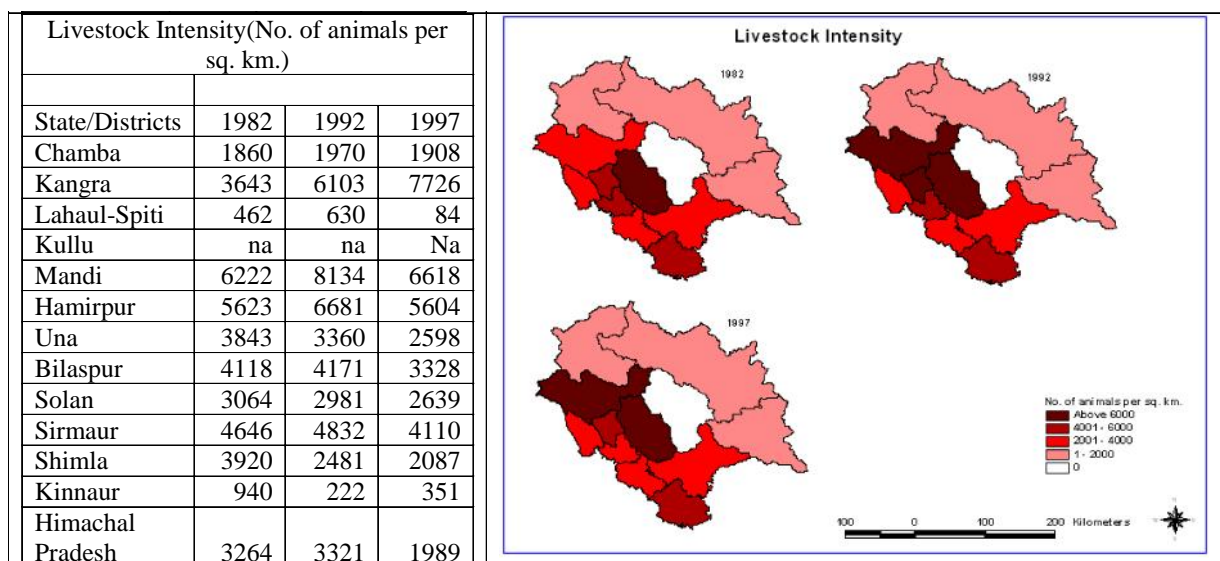 Livestock Intensity(No. of animals per
sq. km.)
State/Districts 1982 1992 1997
Chamba 1860 1970 1908
Kangra 3643 6103 7726
Lahaul-Spiti 462 630 84
Kullu na na Na
Mandi 6222 8134 6618
Hamirpur 5623 6681 5604
Una 3843 3360 2598
Bilaspur 4118 4171 3328
Solan 3064 2981 2639
Sirmaur 4646 4832 4110
Shimla 3920 2481 2087
Kinnaur 940 222 351
Himachal
Pradesh 3264 3321 1989
Livestock Intensity
1982
1992
1997
No. of animals per sq. km.
Above 6000
4001 - 6000
2001 - 4000
1 - 2000
0
100 0 100 200 Kilometers